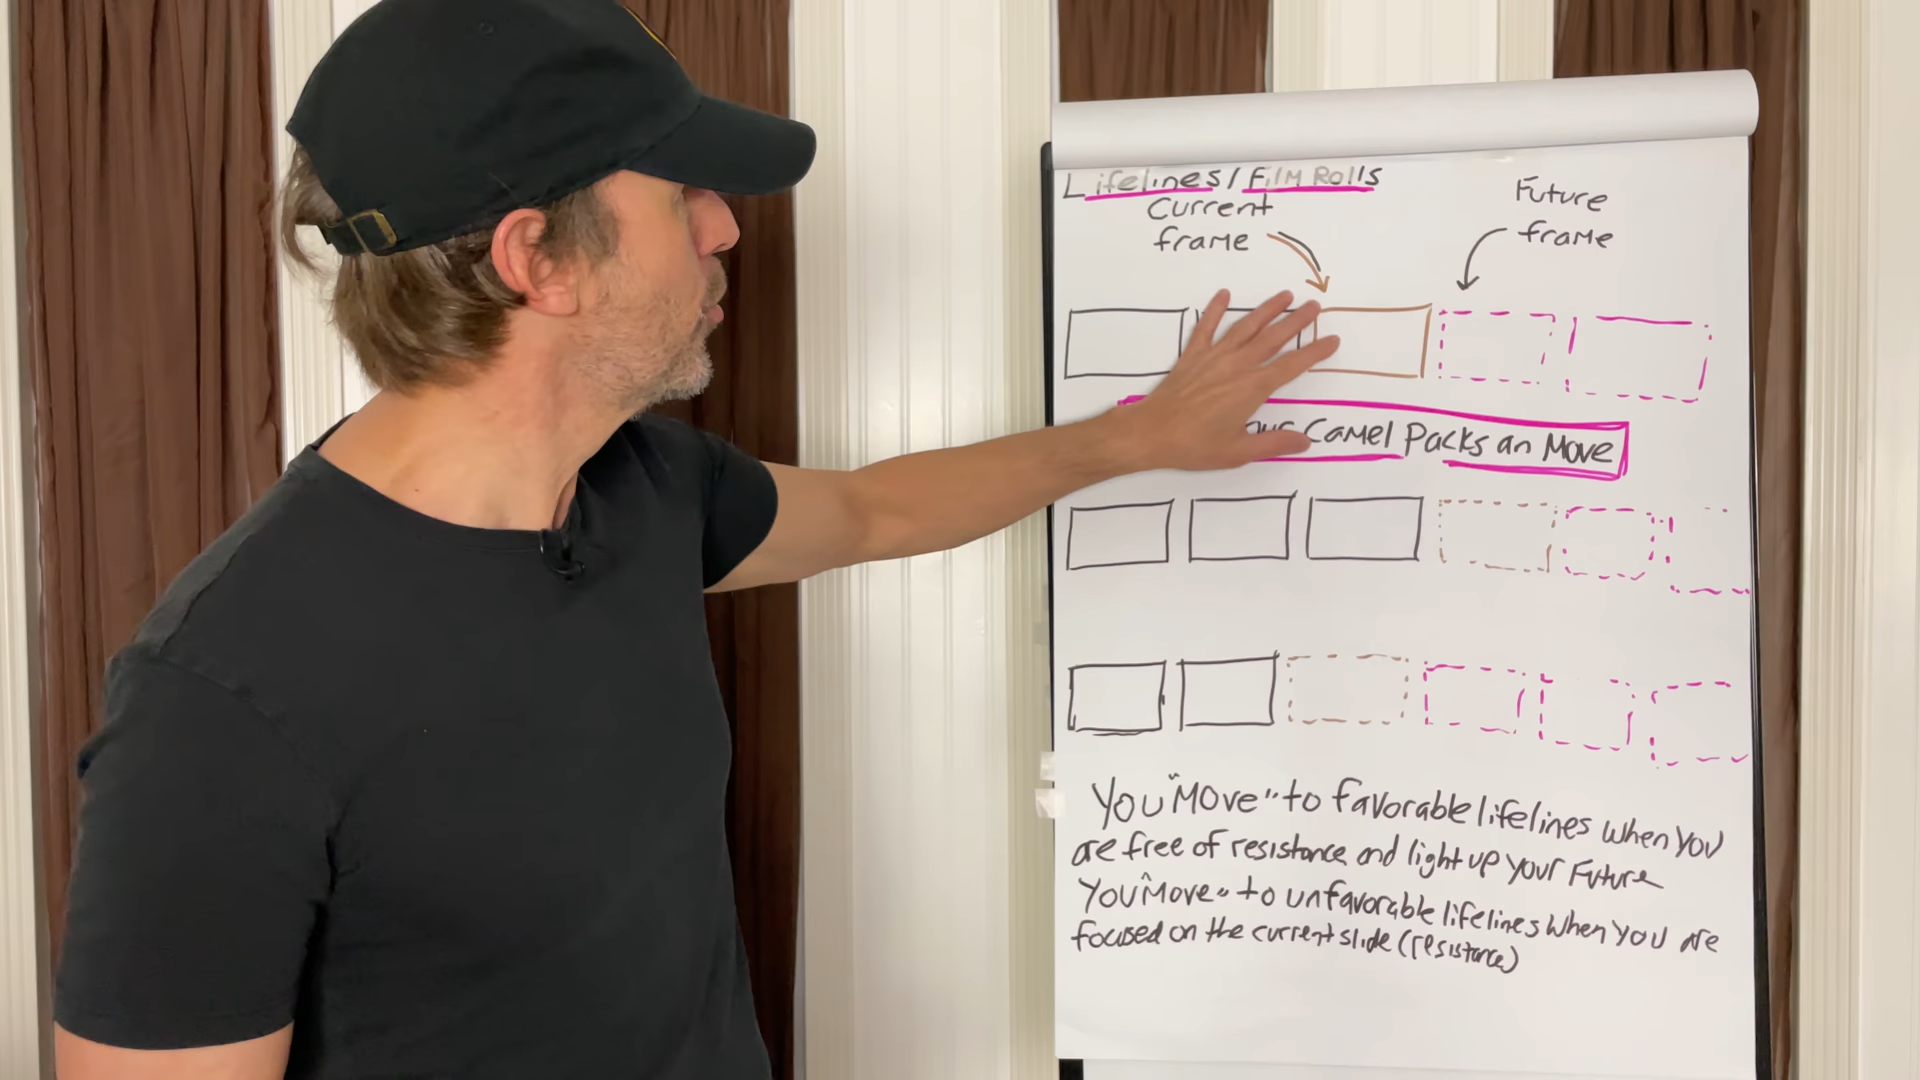 Lifelines / Film Rolls
Current
frame
Future
frame
Camel Packs an Move
You "Move" to favorable lifelines when you
are free of resistance and light up your Future
You "Move" to unfavorable lifelines when you are
focused on the current slide (resistance)